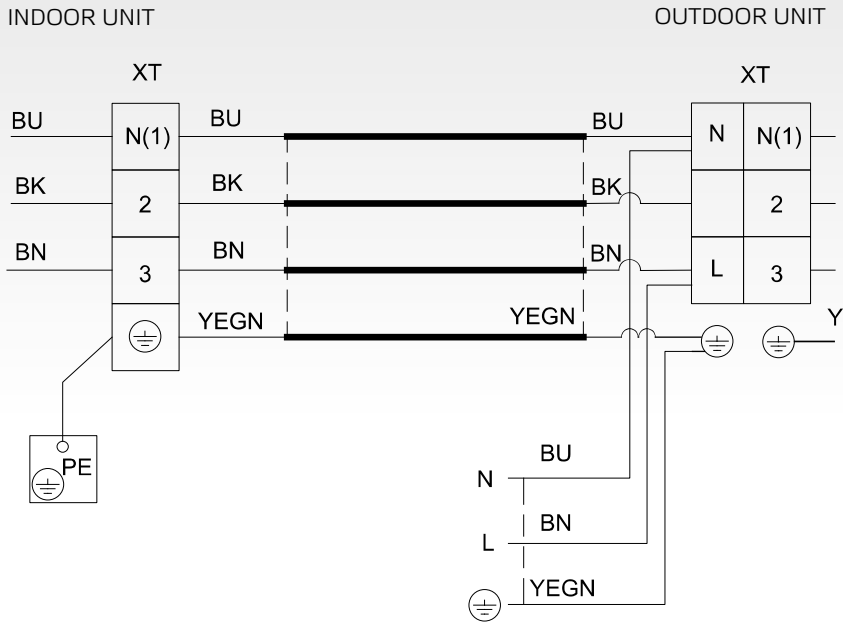 INDOOR UNIT
OUTDOOR UNIT
XT
XT
BU
N(1)
BU
BU
N
N(1)
BK
2
BK
BK
2
BN
3
BN
BN
L
3
YEGN
YEGN
Y
PE
N
BU
L
BN
YEGN